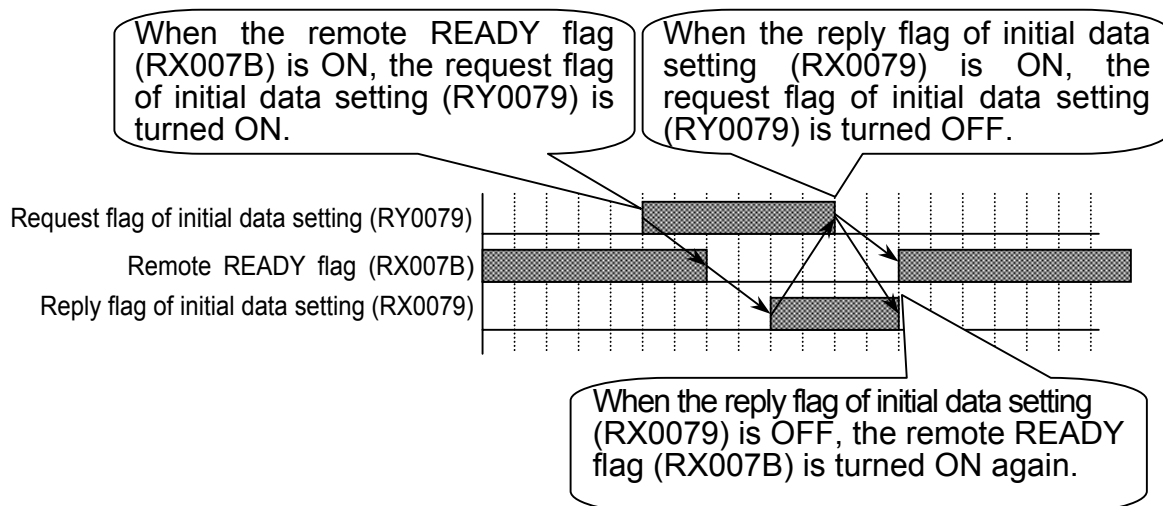 When the remote READY flag
(RX007B) is ON, the request flag
of initial data setting (RY0079) is
turned ON.
When the reply flag of initial data
setting (RX0079) is ON, the
request flag of initial data setting
(RY0079) is turned OFF.
Request flag of initial data setting (RY0079)
Remote READY flag (RX007B)
Reply flag of initial data setting (RX0079)
When the reply flag of initial data setting
(RX0079) is OFF, the remote READY
flag (RX007B) is turned ON again.